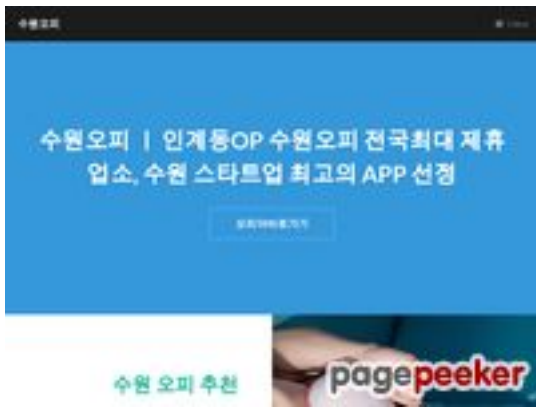 수원오피
수원오피 ㅣ 인계동OP 수원오피 전국최대 제휴
업소, 수원 스타트업 최고의 APP 선정
수원 오피 추천
pagepeeker